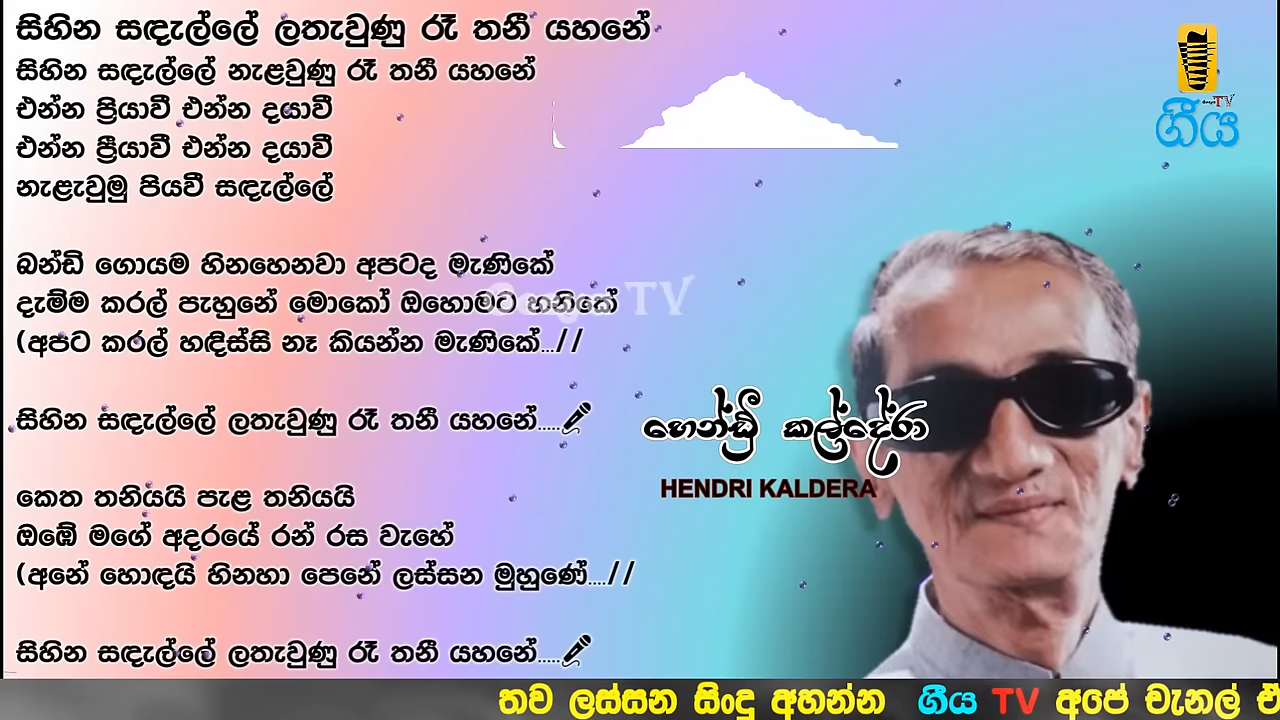 සිහින සඳැල්ලේ ලතැවුණු රෑ තනී යහනේ
සිහින සඳැල්ලේ නැළවුණු රෑ තනී යහනේ
එන්න ප්‍රියාවී එන්න දයාවී
එන්න ප්‍රීයාවී එන්න දයාවී
නැළැවුමු පියවී සඳැල්ලේ
බන්ඩි ගොයම හිනහෙනවා අපටද මැණිකේ
දැම්ම කරල් පැහුනේ මොකෝ ඔහොමට හනිකේ
(අපට කරල් හඳිස්සි නෑ කියන්න මැණිකේ...//
සිහින සඳැල්ලේ ලතැවුණු රෑ තනී යහනේ.....
කෙත තනියයි පැළ තනියයි
ඔබේ මගේ අදරයේ රන් රස වැහේ
(අනේ හොඳයි හිනහා පෙනේ ලස්සන මුහුණේ....//
සිහින සඳැල්ලේ ලතැවුණු රෑ තනී යහනේ.....
TV
ගීය
TV
හෙන්ඩ්‍රි කල්දේරා
HENDRI KALDERA
තව ලස්සන සිංදු අහන්න ගීය TV අපේ චැනල් ඒ